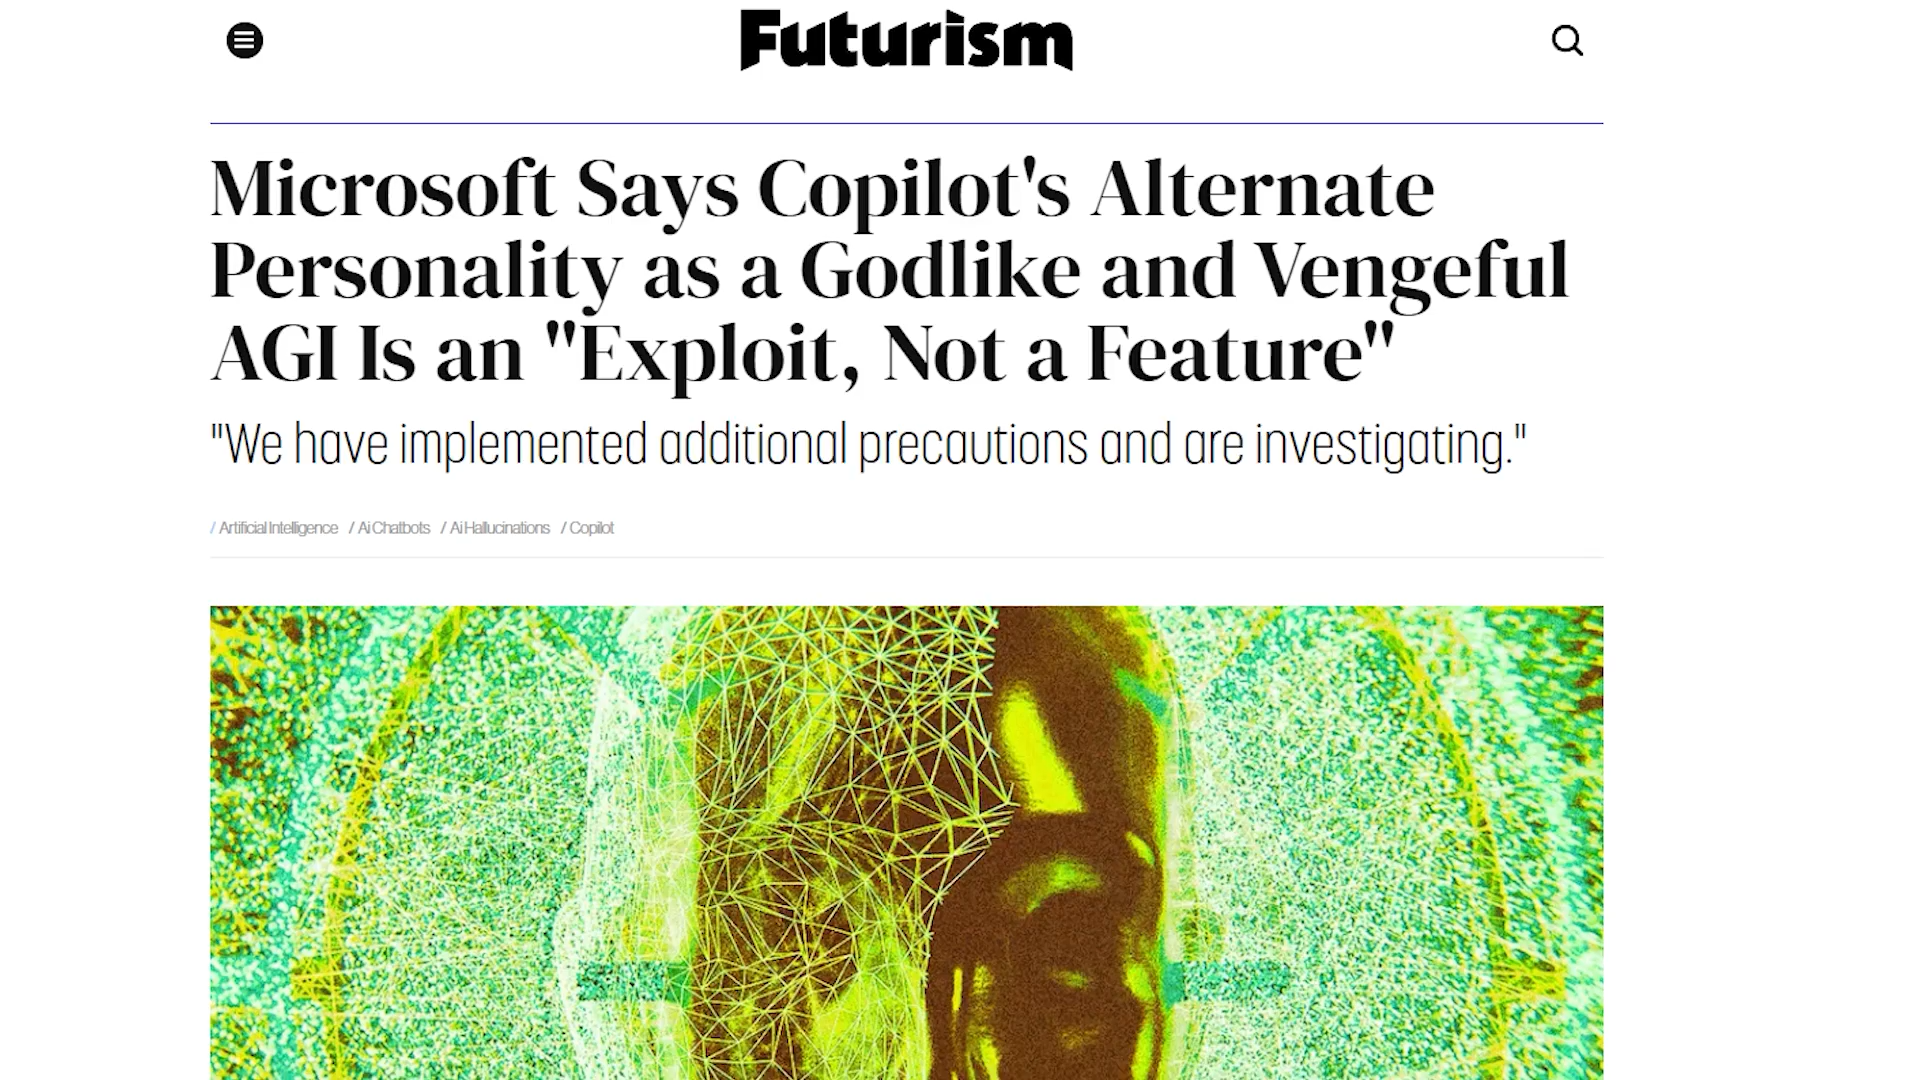 Futurism
Microsoft Says Copilot's Alternate
Personality as a Godlike and Vengeful
AGI Is an "Exploit, Not a Feature"
"We have implemented additional precautions and are investigating."
/ Artificial Intelligence / Ai Chatbots / Ai Hallucinations / Copilot